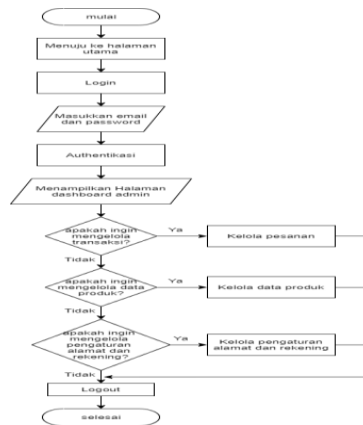 mulai
Menuju ke halaman
utama
Login
Masukkan email
dan password
Authentikasi
Menampilkan Halaman
dashboard admin
apakah ingin
mengelola
transaksi?
Ya
Kelola pesanan
Tidak
apakah ingin
mengelola data
produk?
Ya
Kelola data produk
Tidak
apakah ingin
mengelola
pengaturan
alamat dan
rekening?
Ya
Kelola pengaturan
alamat dan rekening
Tidak
Logout
selesai